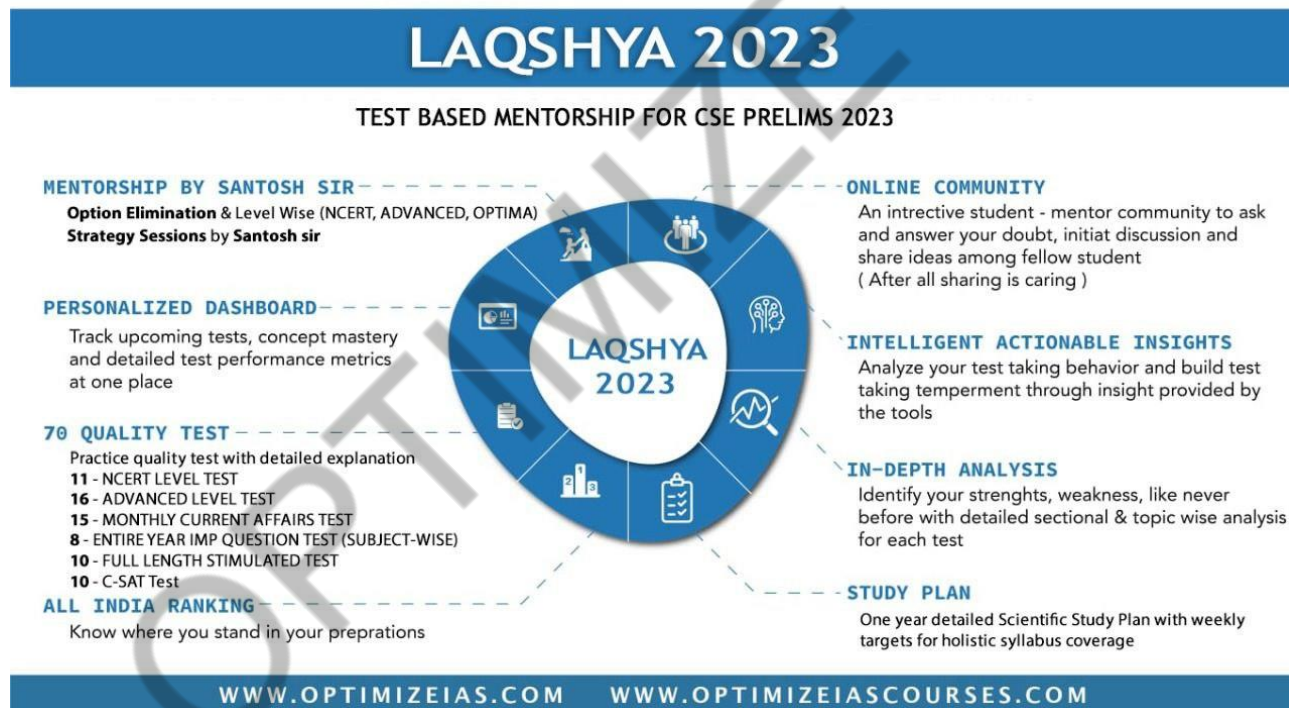 LAQSHYA 2023
TEST BASED MENTORSHIP FOR CSE PRELIMS 2023
MENTORSHIP BY SANTOSH SIR
Option Elimination & Level Wise (NCERT, ADVANCED, OPTIMA)
Strategy Sessions by Santosh sir
PERSONALIZED DASHBOARD
Track upcoming tests, concept mastery
and detailed test performance metrics
at one place
70 QUALITY TEST
Practice quality test with detailed explanation
11 - NCERT LEVEL TEST
16 - ADVANCED LEVEL TEST
15 - MONTHLY CURRENT AFFAIRS TEST
8 - ENTIRE YEAR IMP QUESTION TEST (SUBJECT-WISE)
10 - FULL LENGTH STIMULATED TEST
10 - C-SAT Test
ALL INDIA RANKING
Know where you stand in your preprations
LAQSHYA
2023
2 1 3
ONLINE COMMUNITY
An intrective student - mentor community to ask
and answer your doubt, initiat discussion and
share ideas among fellow student
( After all sharing is caring )
INTELLIGENT ACTIONABLE INSIGHTS
Analyze your test taking behavior and build test
taking temperment through insight provided by
the tools
IN-DEPTH ANALYSIS
Identify your strenghts, weakness, like never
before with detailed sectional & topic wise analysis
for each test
STUDY PLAN
One year detailed Scientific Study Plan with weekly
targets for holistic syllabus coverage
WWW.OPTIMIZEIAS.COM WWW.OPTIMIZEIASCOURSES.COM
OPTIMIZE